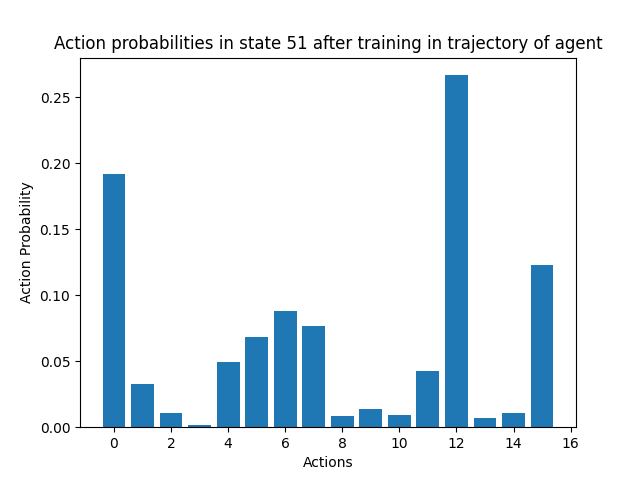 Action probabilities in state 51 after training in trajectory of agent
Action Probability
0.25
0.20
0.15
0.10
0.05
0.00
0 2 4 6 8 10 12 14 16
Actions